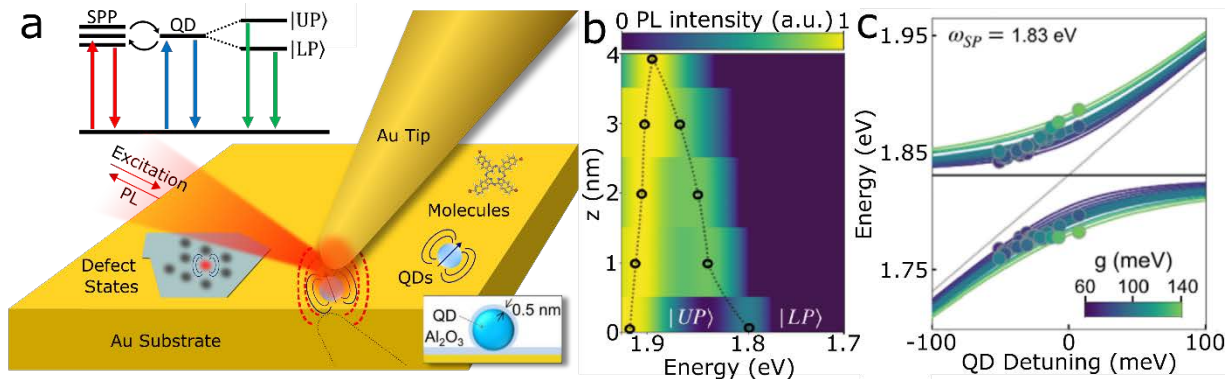 a
SPP
QD
|UP⟩
|LP⟩
Au Tip
Excitation
PL
Molecules
QDs
Defect
States
Au Substrate
QD
Al₂O₃
0.5 nm
b
0 PL intensity (a.u.) 1
4
3
2
1
0
z (nm)
|UP⟩ |LP⟩
1.9 1.8 1.7
Energy (eV)
c
ω_SP = 1.83 eV
1.95
1.85
1.75
Energy (eV)
g (meV)
60 100 140
-100 0 100
QD Detuning (meV)